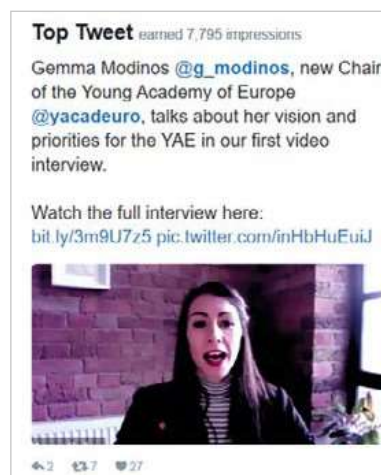 Top Tweet earned 7,795 impressions
Gemma Modinos @g_modinos, new Chair
of the Young Academy of Europe
@yacadeuro, talks about her vision and
priorities for the YAE in our first video
interview.
Watch the full interview here:
bit.ly/3m9U7z5 pic.twitter.com/inHbHuEuiJ
2 7 27